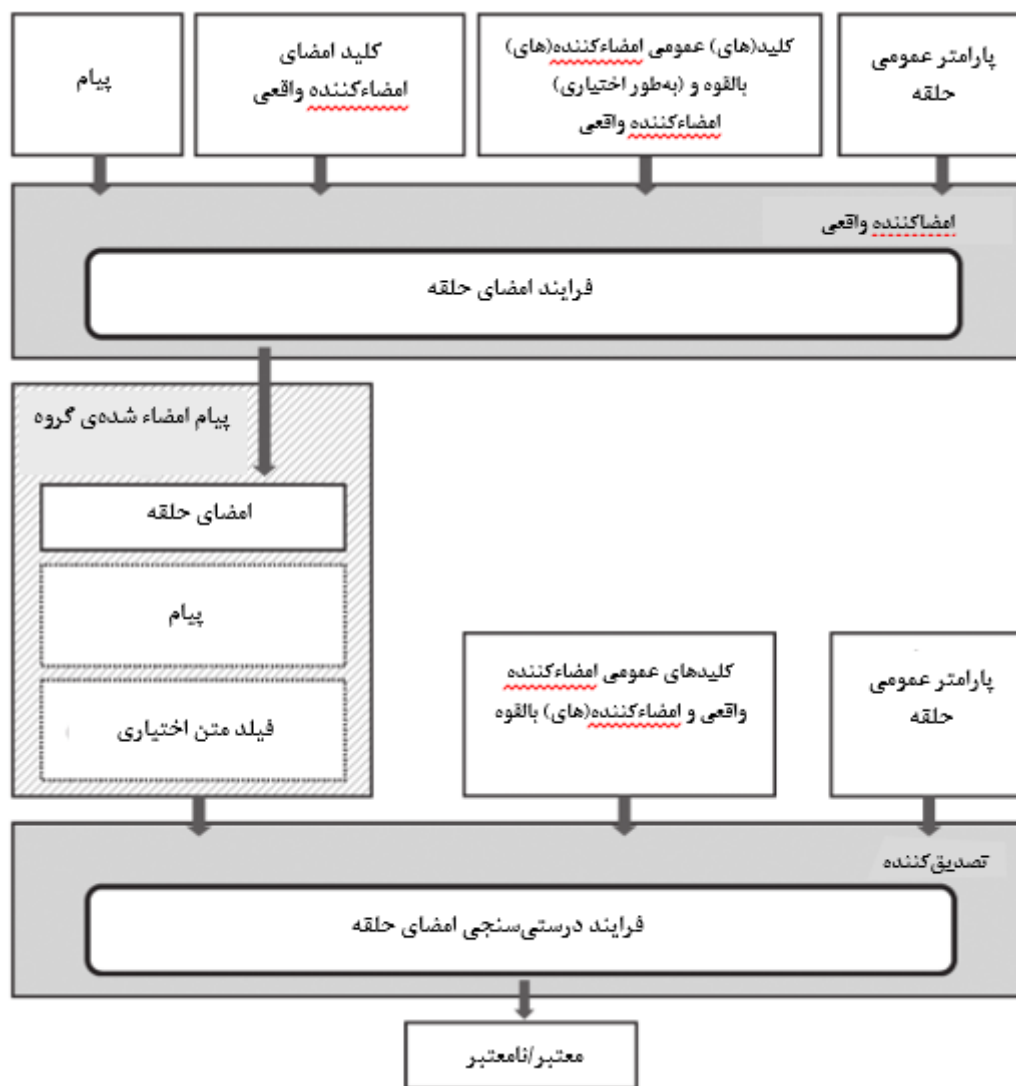 پارامتر عمومی
حلقه
کلید(های) عمومی امضاءکننده(های)
بالقوه و (به‌طور اختیاری)
امضاءکننده واقعی
کلید امضای
امضاءکننده واقعی
پیام
امضاکننده واقعی
فرایند امضای حلقه
پیام امضاء شده‌ی گروه
امضای حلقه
پیام
فیلد متن اختیاری
کلیدهای عمومی امضاءکننده
واقعی و امضاءکننده(های) بالقوه
پارامتر عمومی
حلقه
تصدیق‌کننده
فرایند درستی‌سنجی امضای حلقه
معتبر/نامعتبر